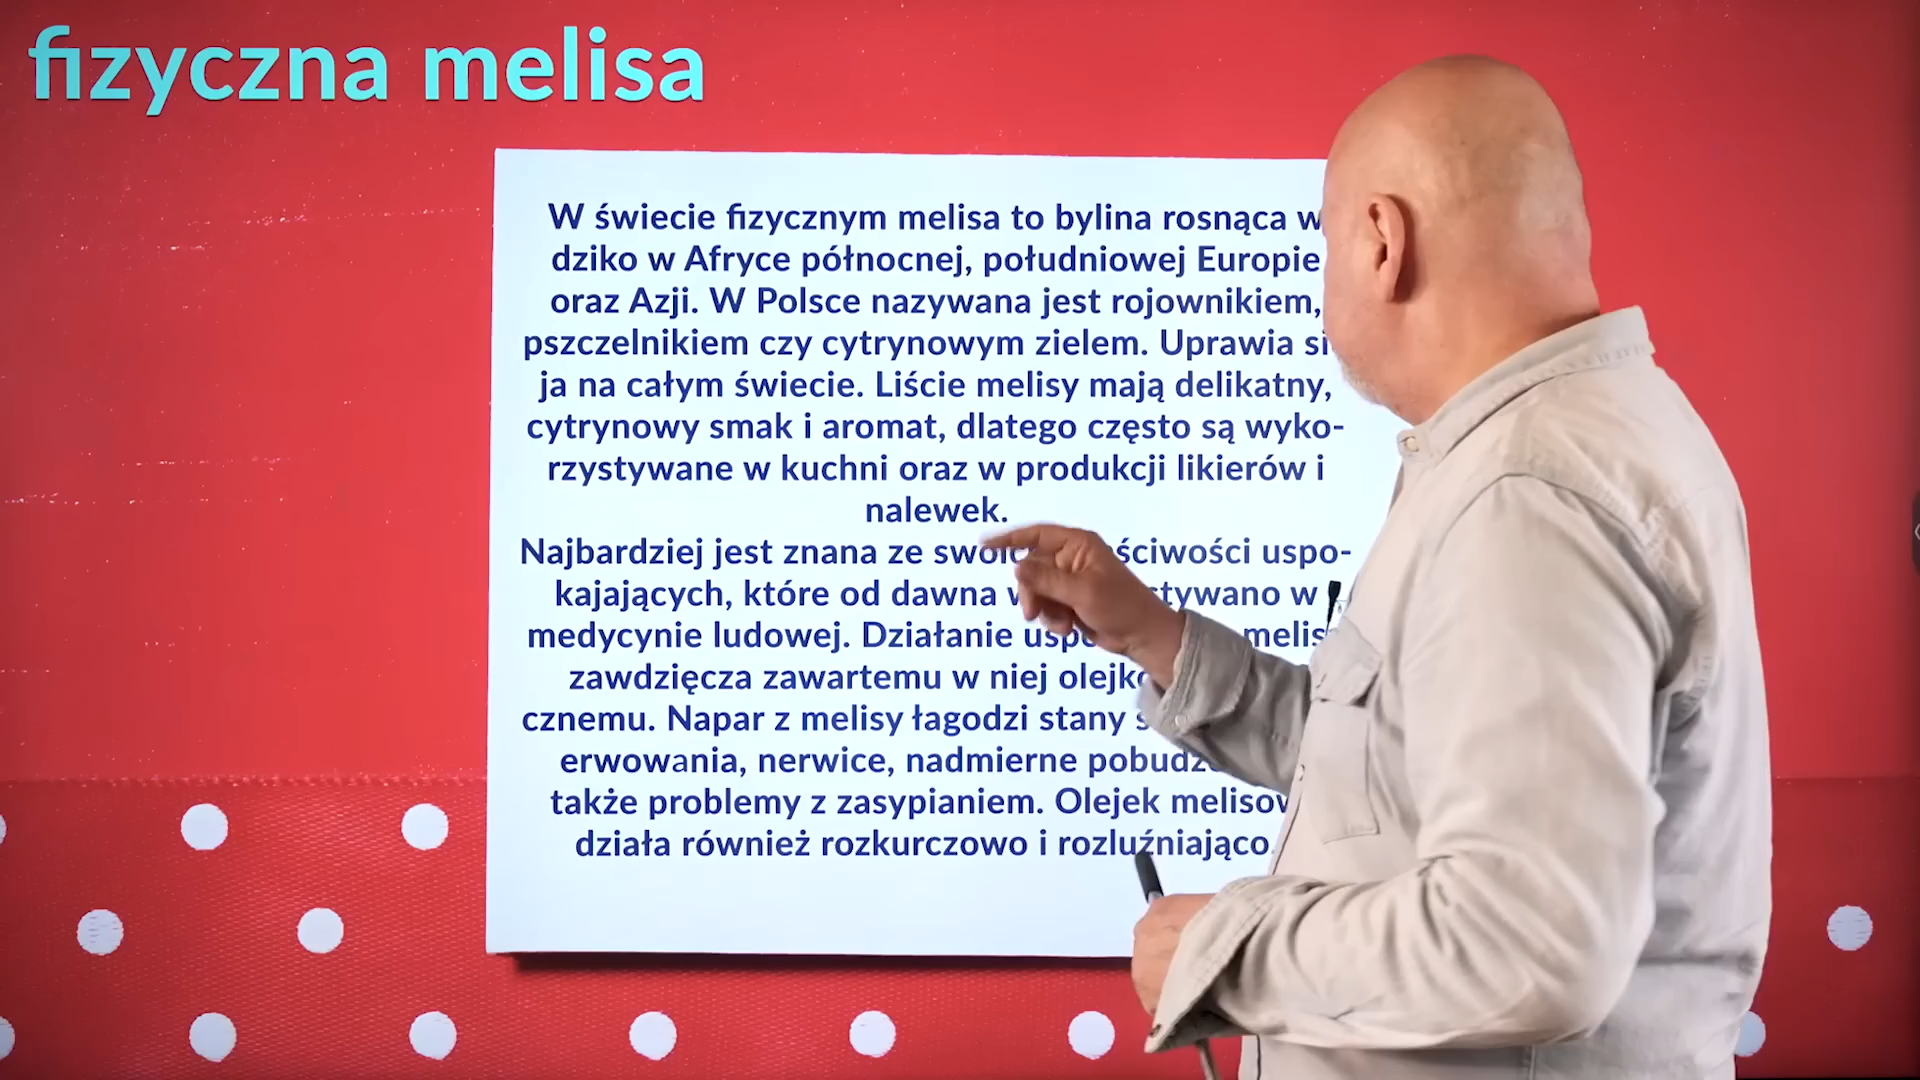 fizyczna melisa
W świecie fizycznym melisa to bylina rosnąca w
dziko w Afryce północnej, południowej Europie
oraz Azji. W Polsce nazywana jest rojownikiem,
pszczelnikiem czy cytrynowym zielem. Uprawia
ja na całym świecie. Liście melisy mają delikatny,
cytrynowy smak i aromat, dlatego często są wyko-
rzystywane w kuchni oraz w produkcji likierów i
nalewek.
Najbardziej jest znana ze uspo-
kajających, które od dawna w
medycynie ludowej. Działanie
zawdzięcza zawartemu w niej
cznemu. Napar z melisy łagodzi stany
erwowania, nerwice, nadmierne
także problemy z zasypianiem. Olejek
działa również rozkurczowo i rozluźniająco.